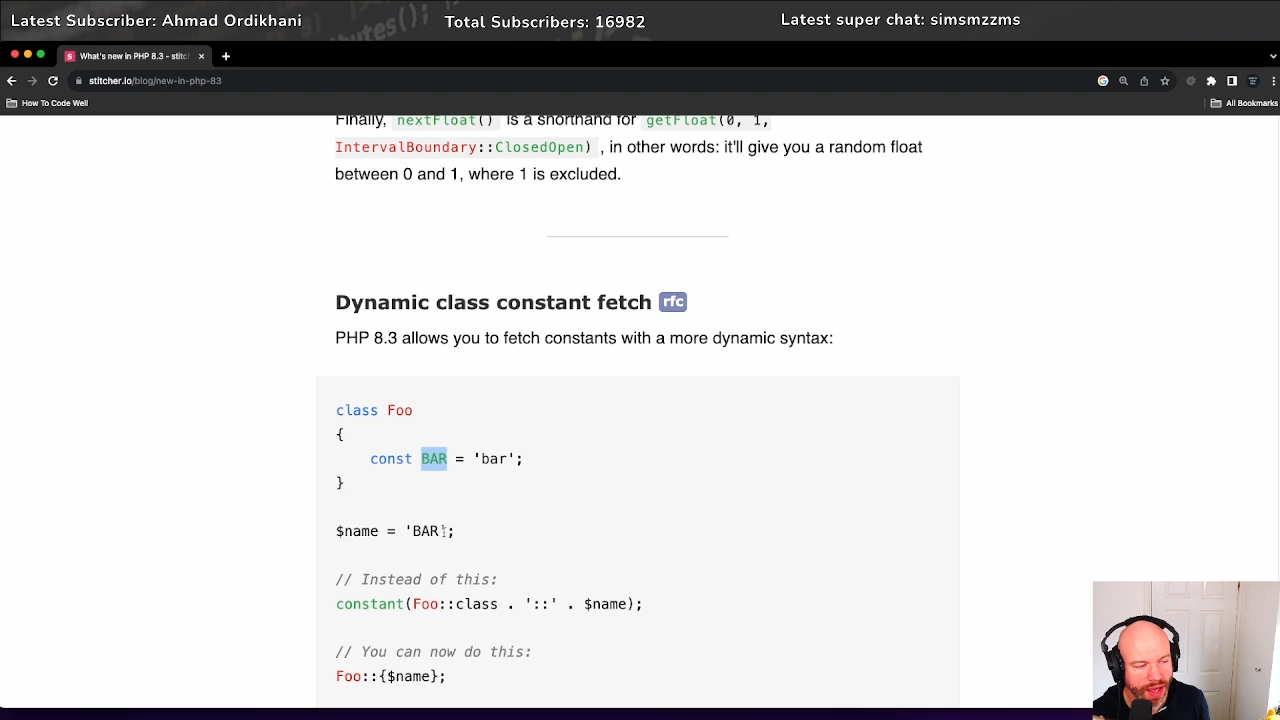 Latest Subscriber: Ahmad Ordikhani
Total Subscribers: 16982
Latest super chat: simsmzzms
What's new in PHP 8.3 - stitch
stitcher.io/blog/new-in-php-83
How To Code Well
All Bookmarks
Finally, nextFloat() is a shorthand for getFloat(0, 1,
IntervalBoundary::ClosedOpen) , in other words: it'll give you a random float
between 0 and 1, where 1 is excluded.
Dynamic class constant fetch rfc
PHP 8.3 allows you to fetch constants with a more dynamic syntax:
class Foo
{
const BAR = 'bar';
}
$name = 'BAR';
// Instead of this:
constant(Foo::class . '::' . $name);
// You can now do this:
Foo::{$name};